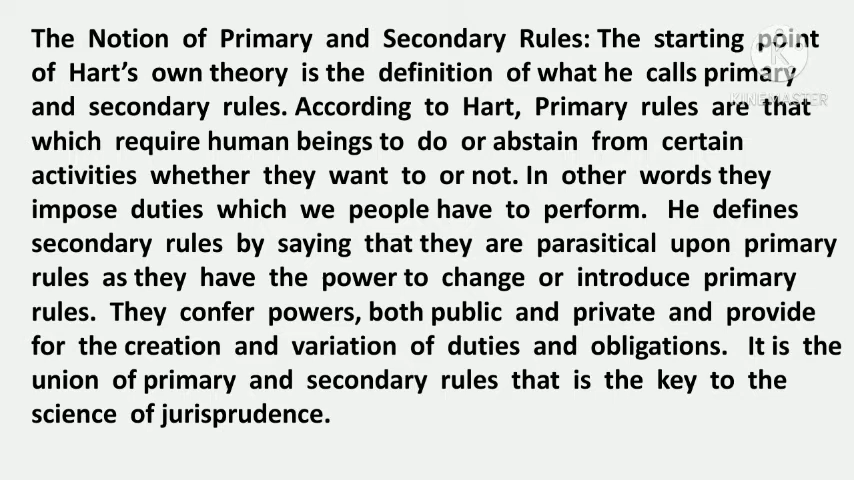 The Notion of Primary and Secondary Rules: The starting point
of Hart's own theory is the definition of what he calls primary
and secondary rules. According to Hart, Primary rules are that
which require human beings to do or abstain from certain
activities whether they want to or not. In other words they
impose duties which we people have to perform. He defines
secondary rules by saying that they are parasitical upon primary
rules as they have the power to change or introduce primary
rules. They confer powers, both public and private and provide
for the creation and variation of duties and obligations. It is the
union of primary and secondary rules that is the key to the
science of jurisprudence.
KINEMASTER